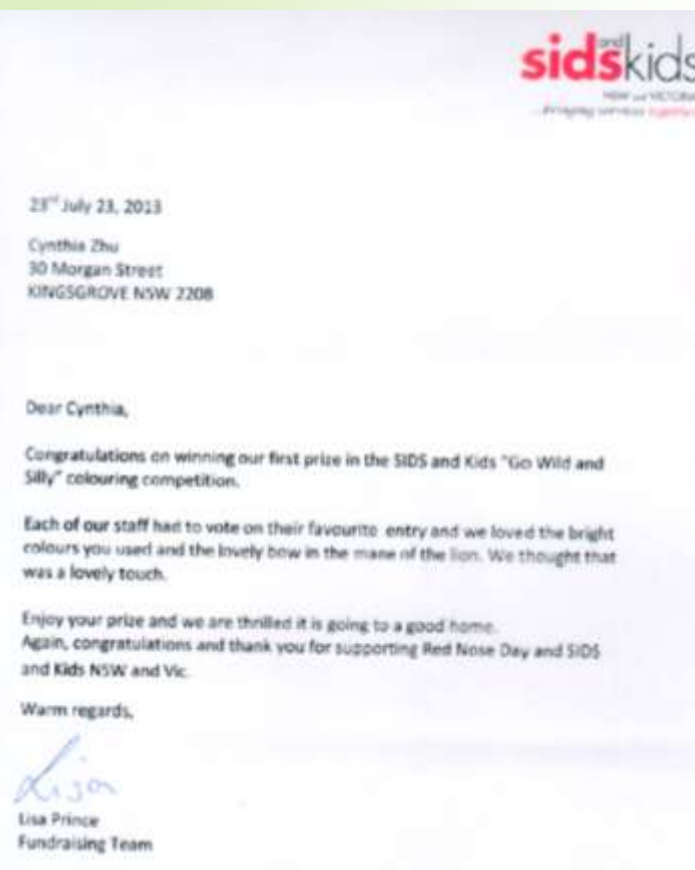 sidsandkids
NSW and VICTORIA
23rd July 23, 2013
Cynthia Zhu
30 Morgan Street
KINGSGROVE NSW 2208
Dear Cynthia,
Congratulations on winning our first prize in the SIDS and Kids "Go Wild and
Silly" colouring competition.
Each of our staff had to vote on their favourite entry and we loved the bright
colours you used and the lovely bow in the mane of the lion. We thought that
was a lovely touch.
Enjoy your prize and we are thrilled it is going to a good home.
Again, congratulations and thank you for supporting Red Nose Day and SIDS
and Kids NSW and Vic.
Warm regards,
Lisa
Lisa Prince
Fundraising Team